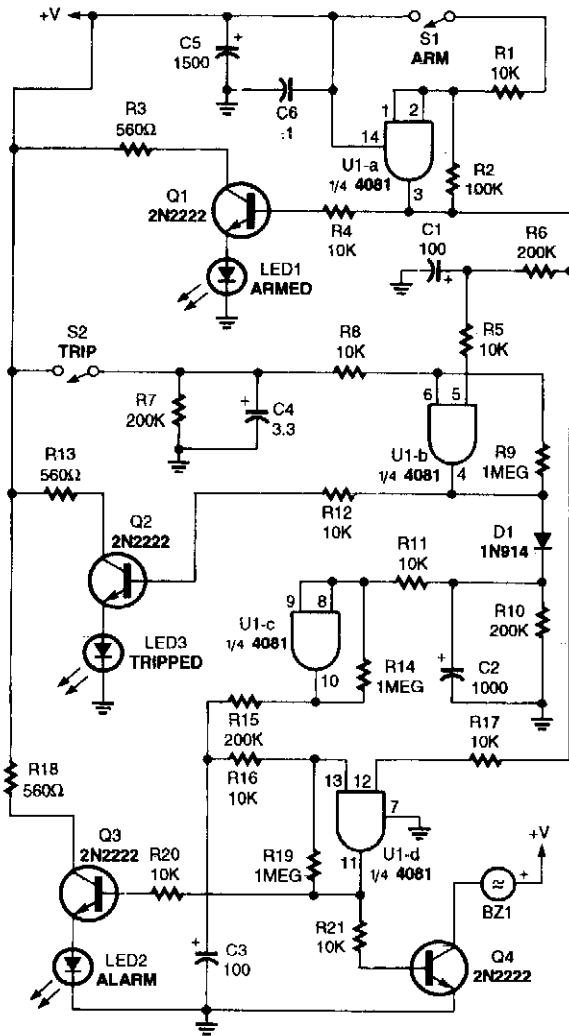 +V
C5
1500
+
S1
ARM
R1
10K
C6
.1
R3
560Ω
1
2
14
U1-a
1/4 4081
3
R2
100K
Q1
2N2222
R4
10K
C1
100
+
R6
200K
LED1
ARMED
S2
TRIP
R8
10K
R5
10K
R7
200K
+
C4
3.3
6
5
U1-b
1/4 4081
4
R9
1MEG
R13
560Ω
Q2
2N2222
R12
10K
D1
1N914
R11
10K
9
8
U1-c
1/4 4081
10
R10
200K
LED3
TRIPPED
R14
1MEG
+
C2
1000
R15
200K
R17
10K
R16
10K
13
12
7
R18
560Ω
U1-d
1/4 4081
11
Q3
2N2222
R20
10K
R19
1MEG
+V
+
BZ1
R21
10K
Q4
2N2222
LED2
ALARM
+
C3
100